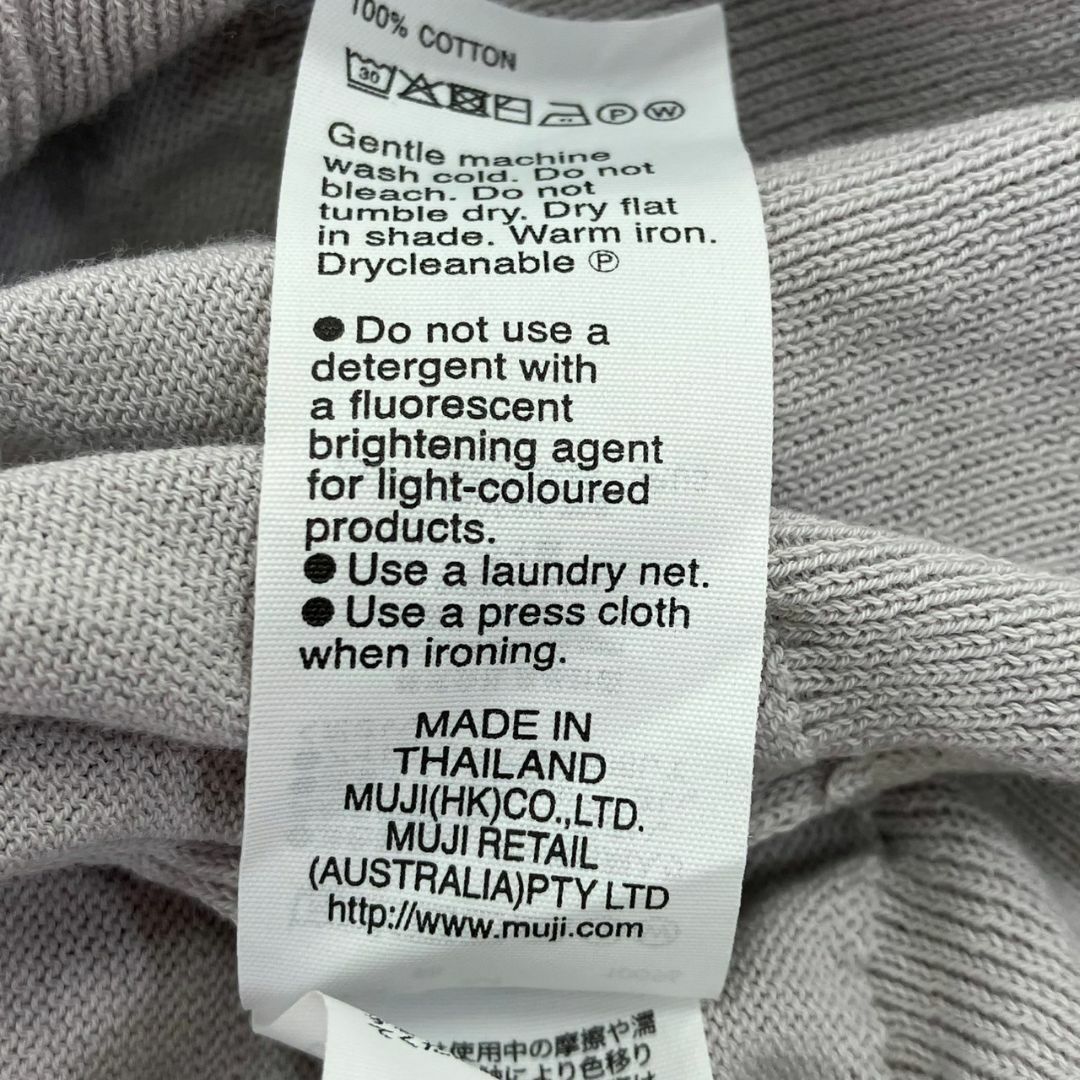 100% COTTON
30 P W
Gentle machine
wash cold. Do not
bleach. Do not
tumble dry. Dry flat
in shade. Warm iron.
Drycleanable Ⓟ
● Do not use a
detergent with
a fluorescent
brightening agent
for light-coloured
products.
● Use a laundry net.
● Use a press cloth
when ironing.
MADE IN
THAILAND
MUJI(HK)CO.,LTD.
MUJI RETAIL
(AUSTRALIA)PTY LTD
http://www.muji.com
使用中の摩擦や濡
により色移り